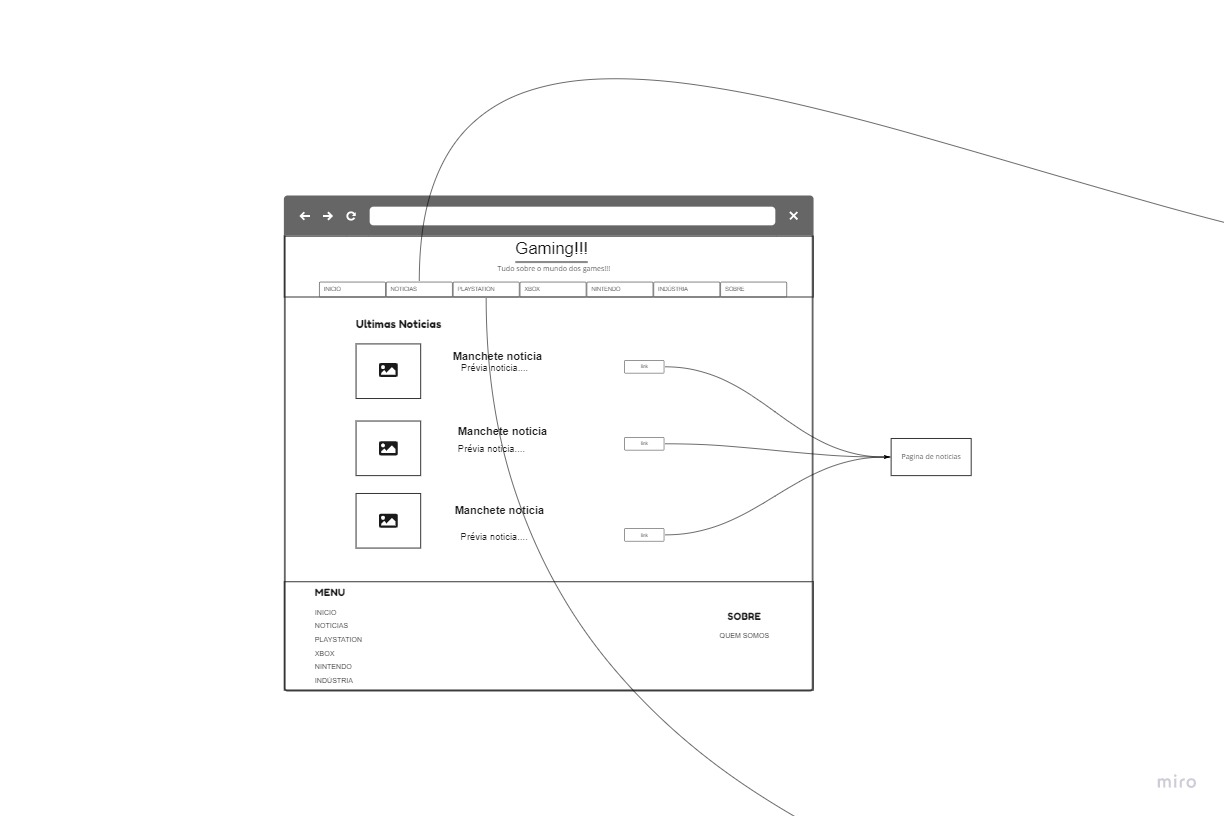 Gaming!!!
Tudo sobre o mundo dos games!!!
INICIO NOTICIAS PLAYSTATION XBOX NINTENDO INDÚSTRIA SOBRE
Ultimas Noticias
Manchete noticia
Prévia noticia....
link
Manchete noticia
Prévia noticia....
link
Pagina de noticias
Manchete noticia
Prévia noticia....
link
MENU
INICIO
NOTICIAS
PLAYSTATION
XBOX
NINTENDO
INDÚSTRIA
SOBRE
QUEM SOMOS
miro